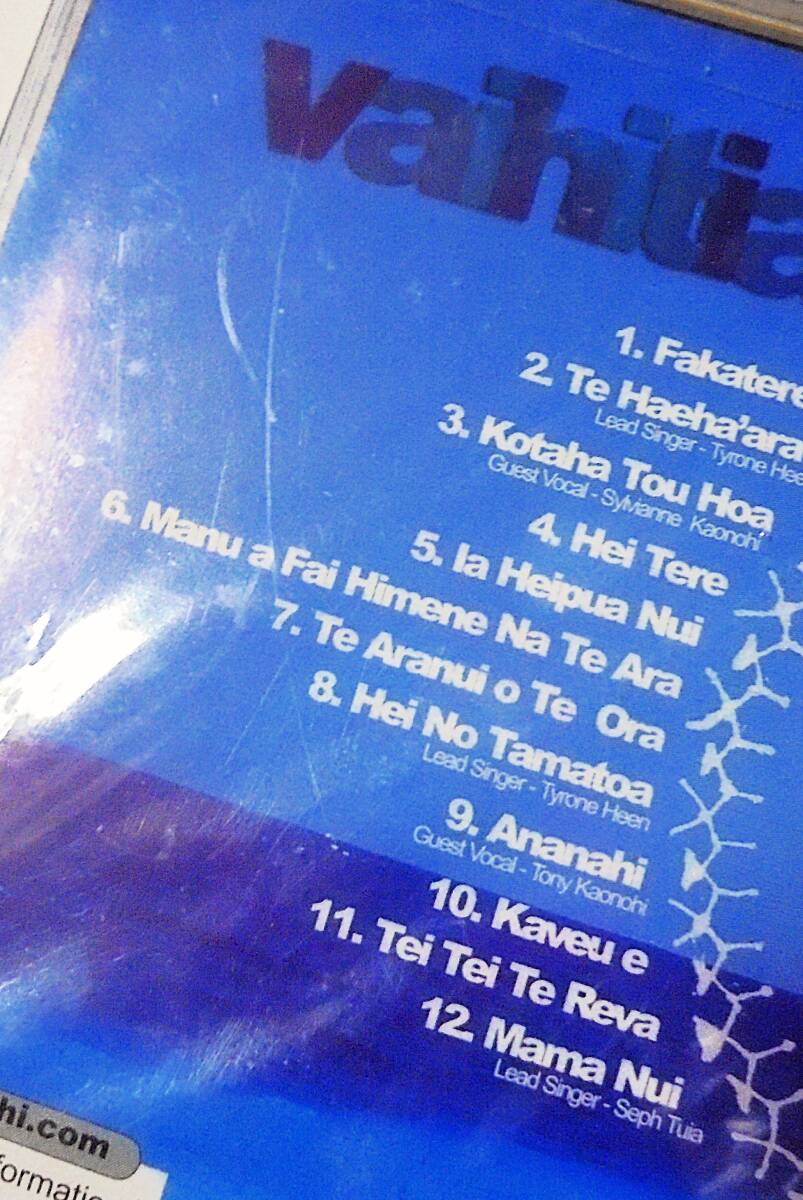 vaihitia
1. Fakatere
2. Te Haeha'ara
Lead Singer - Tyrone Hee
3. Kotaha Tou Hoa
Guest Vocal - Sylvianne Kaonohi
4. Hei Tere
5. Ia Heipua Nui
6. Manu a Fai Himene Na Te Ara
7. Te Aranui o Te Ora
8. Hei No Tamatoa
Lead Singer - Tyrone Heen
9. Ananahi
Guest Vocal - Tony Kaonohi
10. Kaveu e
11. Tei Tei Te Reva
12. Mama Nui
Lead Singer - Seph Tuia
hi.com
formatio